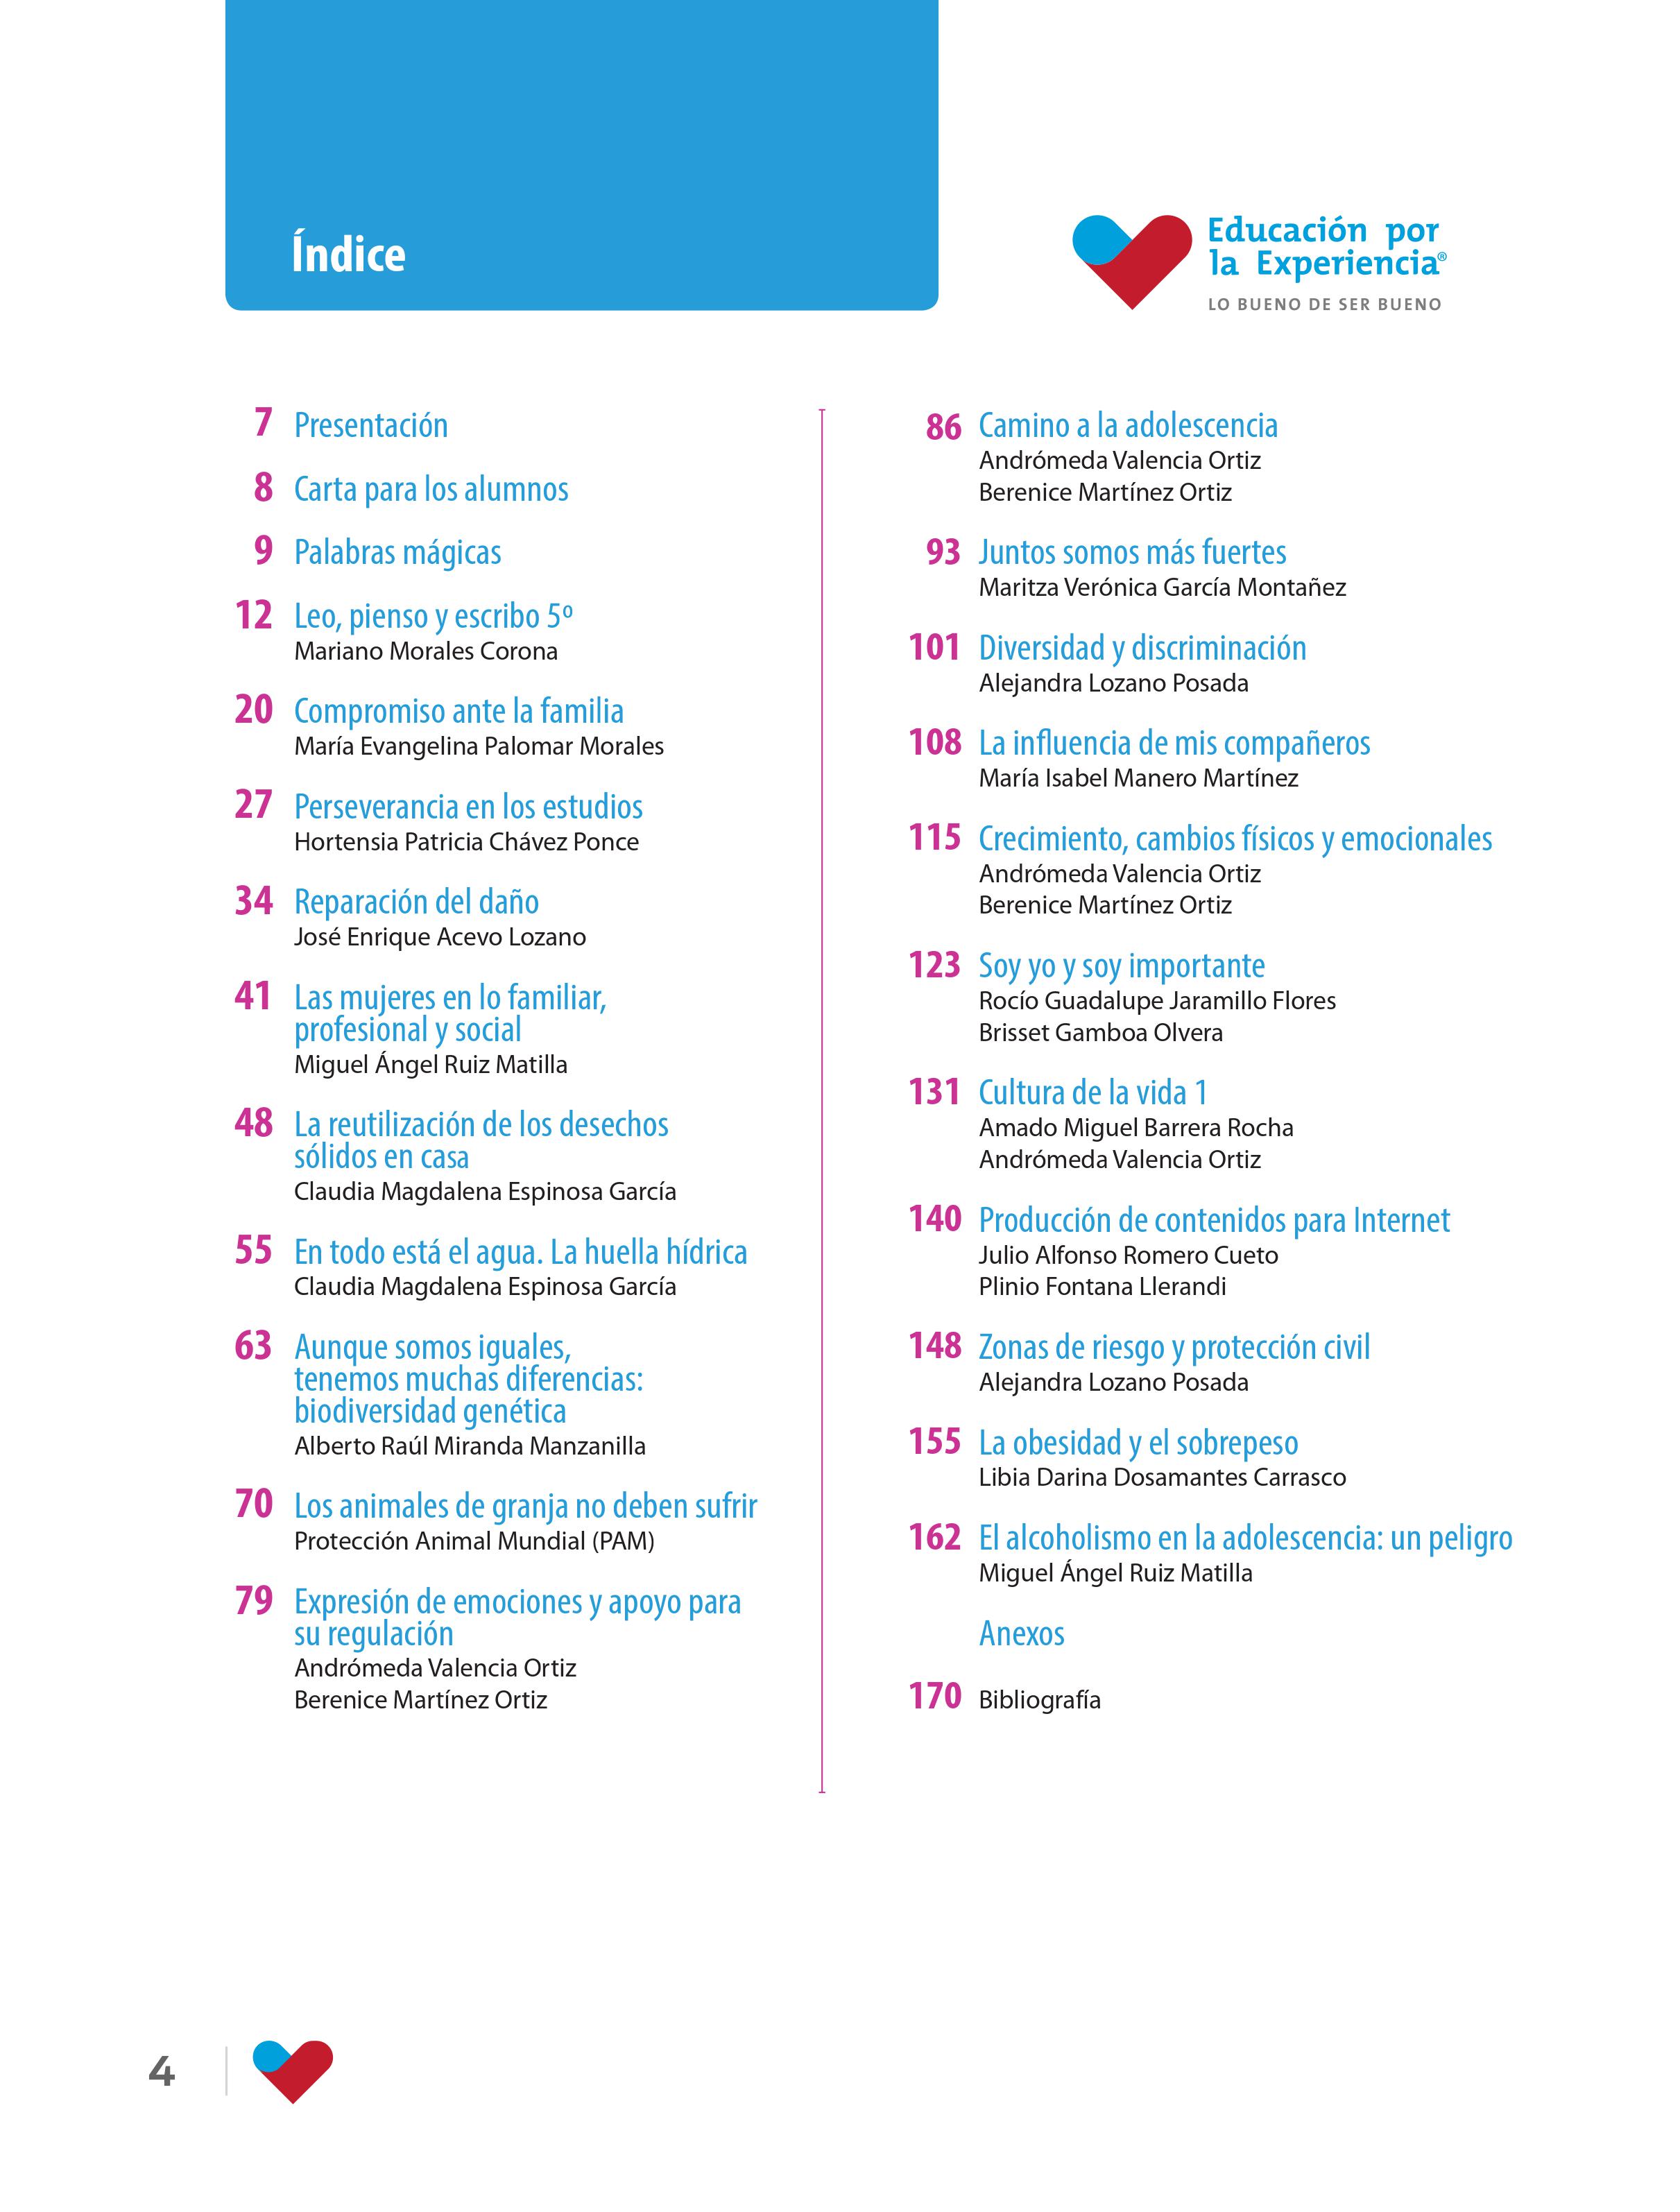 Índice
Educación por
la Experiencia®
LO BUENO DE SER BUENO
7 Presentación
8 Carta para los alumnos
9 Palabras mágicas
12 Leo, pienso y escribo 5º
Mariano Morales Corona
20 Compromiso ante la familia
María Evangelina Palomar Morales
27 Perseverancia en los estudios
Hortensia Patricia Chávez Ponce
34 Reparación del daño
José Enrique Acevo Lozano
41 Las mujeres en lo familiar,
profesional y social
Miguel Ángel Ruiz Matilla
48 La reutilización de los desechos
sólidos en casa
Claudia Magdalena Espinosa García
55 En todo está el agua. La huella hídrica
Claudia Magdalena Espinosa García
63 Aunque somos iguales,
tenemos muchas diferencias:
biodiversidad genética
Alberto Raúl Miranda Manzanilla
70 Los animales de granja no deben sufrir
Protección Animal Mundial (PAM)
79 Expresión de emociones y apoyo para
su regulación
Andrómeda Valencia Ortiz
Berenice Martínez Ortiz
86 Camino a la adolescencia
Andrómeda Valencia Ortiz
Berenice Martínez Ortiz
93 Juntos somos más fuertes
Maritza Verónica García Montañez
101 Diversidad y discriminación
Alejandra Lozano Posada
108 La influencia de mis compañeros
María Isabel Manero Martínez
115 Crecimiento, cambios físicos y emocionales
Andrómeda Valencia Ortiz
Berenice Martínez Ortiz
123 Soy yo y soy importante
Rocío Guadalupe Jaramillo Flores
Brisset Gamboa Olvera
131 Cultura de la vida 1
Amado Miguel Barrera Rocha
Andrómeda Valencia Ortiz
140 Producción de contenidos para Internet
Julio Alfonso Romero Cueto
Plinio Fontana Llerandi
148 Zonas de riesgo y protección civil
Alejandra Lozano Posada
155 La obesidad y el sobrepeso
Libia Darina Dosamantes Carrasco
162 El alcoholismo en la adolescencia: un peligro
Miguel Ángel Ruiz Matilla
Anexos
170 Bibliografía
4